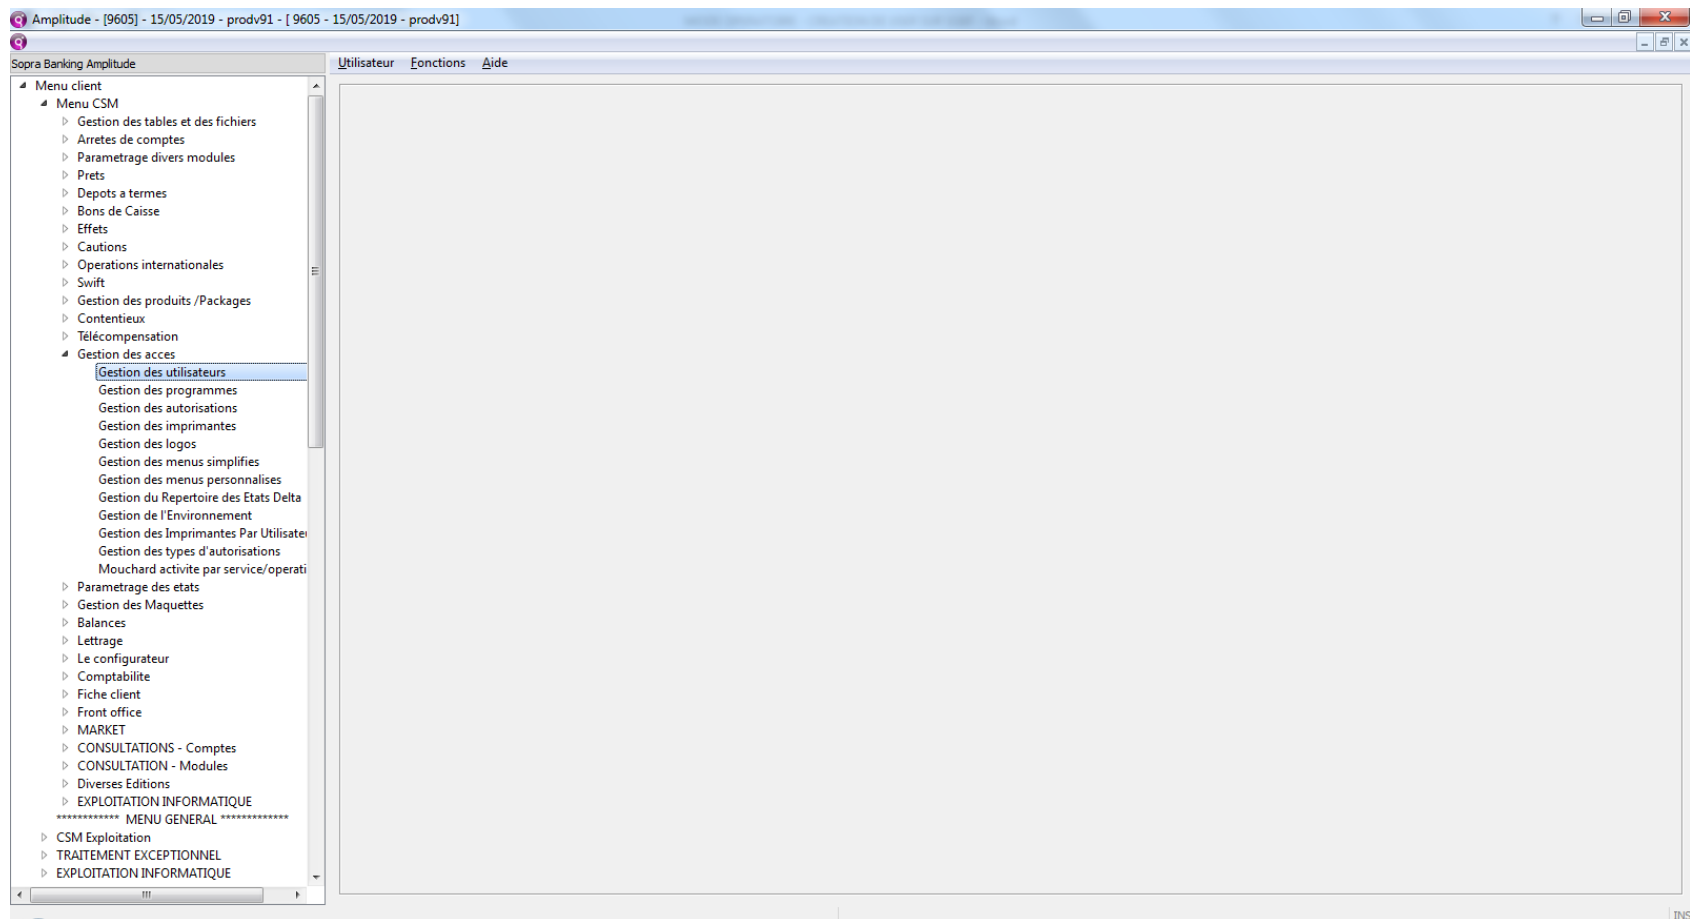 Amplitude - [9605] - 15/05/2019 - prodv91 - [ 9605 - 15/05/2019 - prodv91]
Sopra Banking Amplitude
Utilisateur Fonctions Aide
Menu client
Menu CSM
Gestion des tables et des fichiers
Arretes de comptes
Parametrage divers modules
Prets
Depots a termes
Bons de Caisse
Effets
Cautions
Operations internationales
Swift
Gestion des produits /Packages
Contentieux
Télécompensation
Gestion des acces
Gestion des utilisateurs
Gestion des programmes
Gestion des autorisations
Gestion des imprimantes
Gestion des logos
Gestion des menus simplifies
Gestion des menus personnalises
Gestion du Repertoire des Etats Delta
Gestion de l'Environnement
Gestion des Imprimantes Par Utilisate
Gestion des types d'autorisations
Mouchard activite par service/operati
Parametrage des etats
Gestion des Maquettes
Balances
Lettrage
Le configurateur
Comptabilite
Fiche client
Front office
MARKET
CONSULTATIONS - Comptes
CONSULTATION - Modules
Diverses Editions
EXPLOITATION INFORMATIQUE
************ MENU GENERAL *************
CSM Exploitation
TRAITEMENT EXCEPTIONNEL
EXPLOITATION INFORMATIQUE
INS